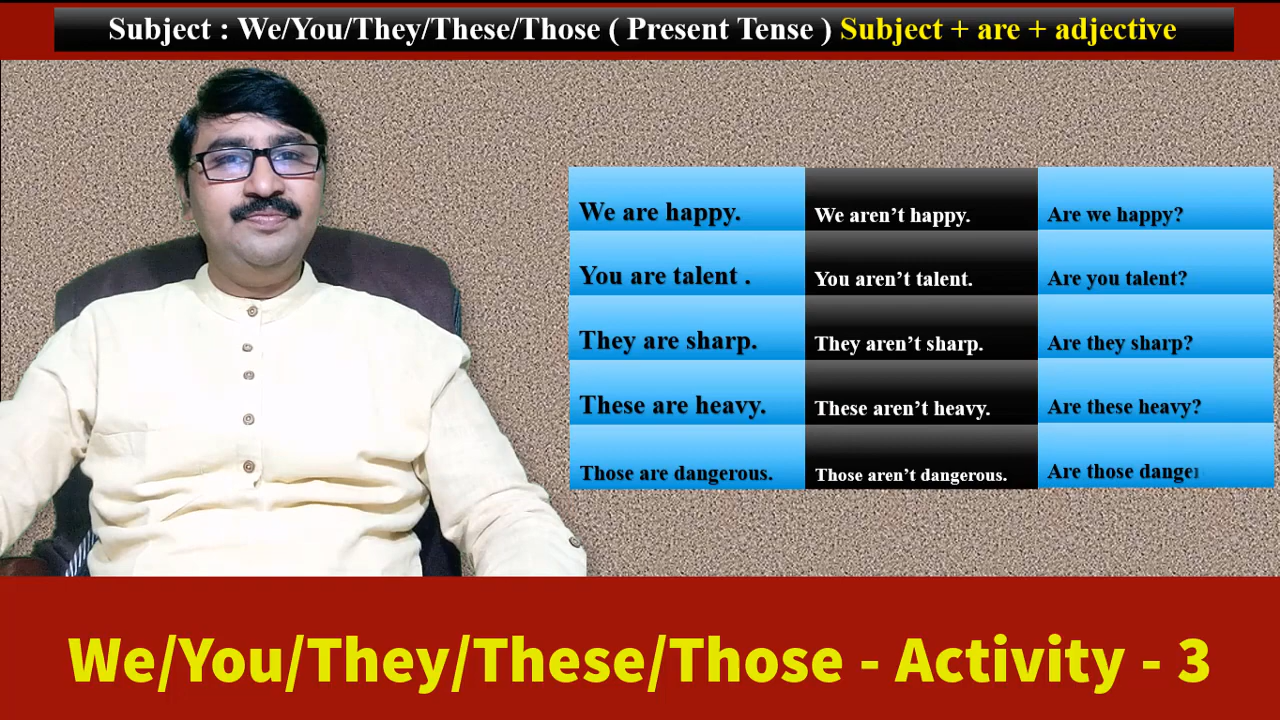 Subject : We/You/They/These/Those ( Present Tense ) Subject + are + adjective
We are happy. We aren’t happy. Are we happy?
You are talent . You aren’t talent. Are you talent?
They are sharp. They aren’t sharp. Are they sharp?
These are heavy. These aren’t heavy. Are these heavy?
Those are dangerous. Those aren’t dangerous. Are those
We/You/They/These/Those - Activity - 3